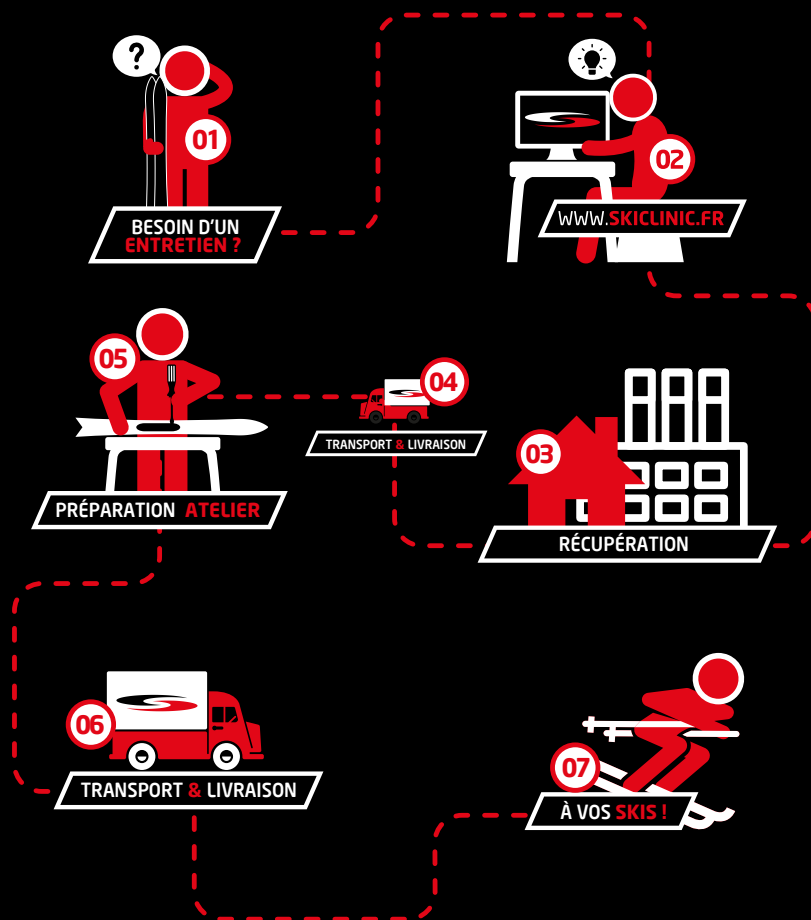 ?
01
BESOIN D'UN
ENTRETIEN ?
02
WWW.SKICLINIC.FR
03
RÉCUPÉRATION
04
TRANSPORT & LIVRAISON
05
PRÉPARATION ATELIER
06
TRANSPORT & LIVRAISON
07
À VOS SKIS !